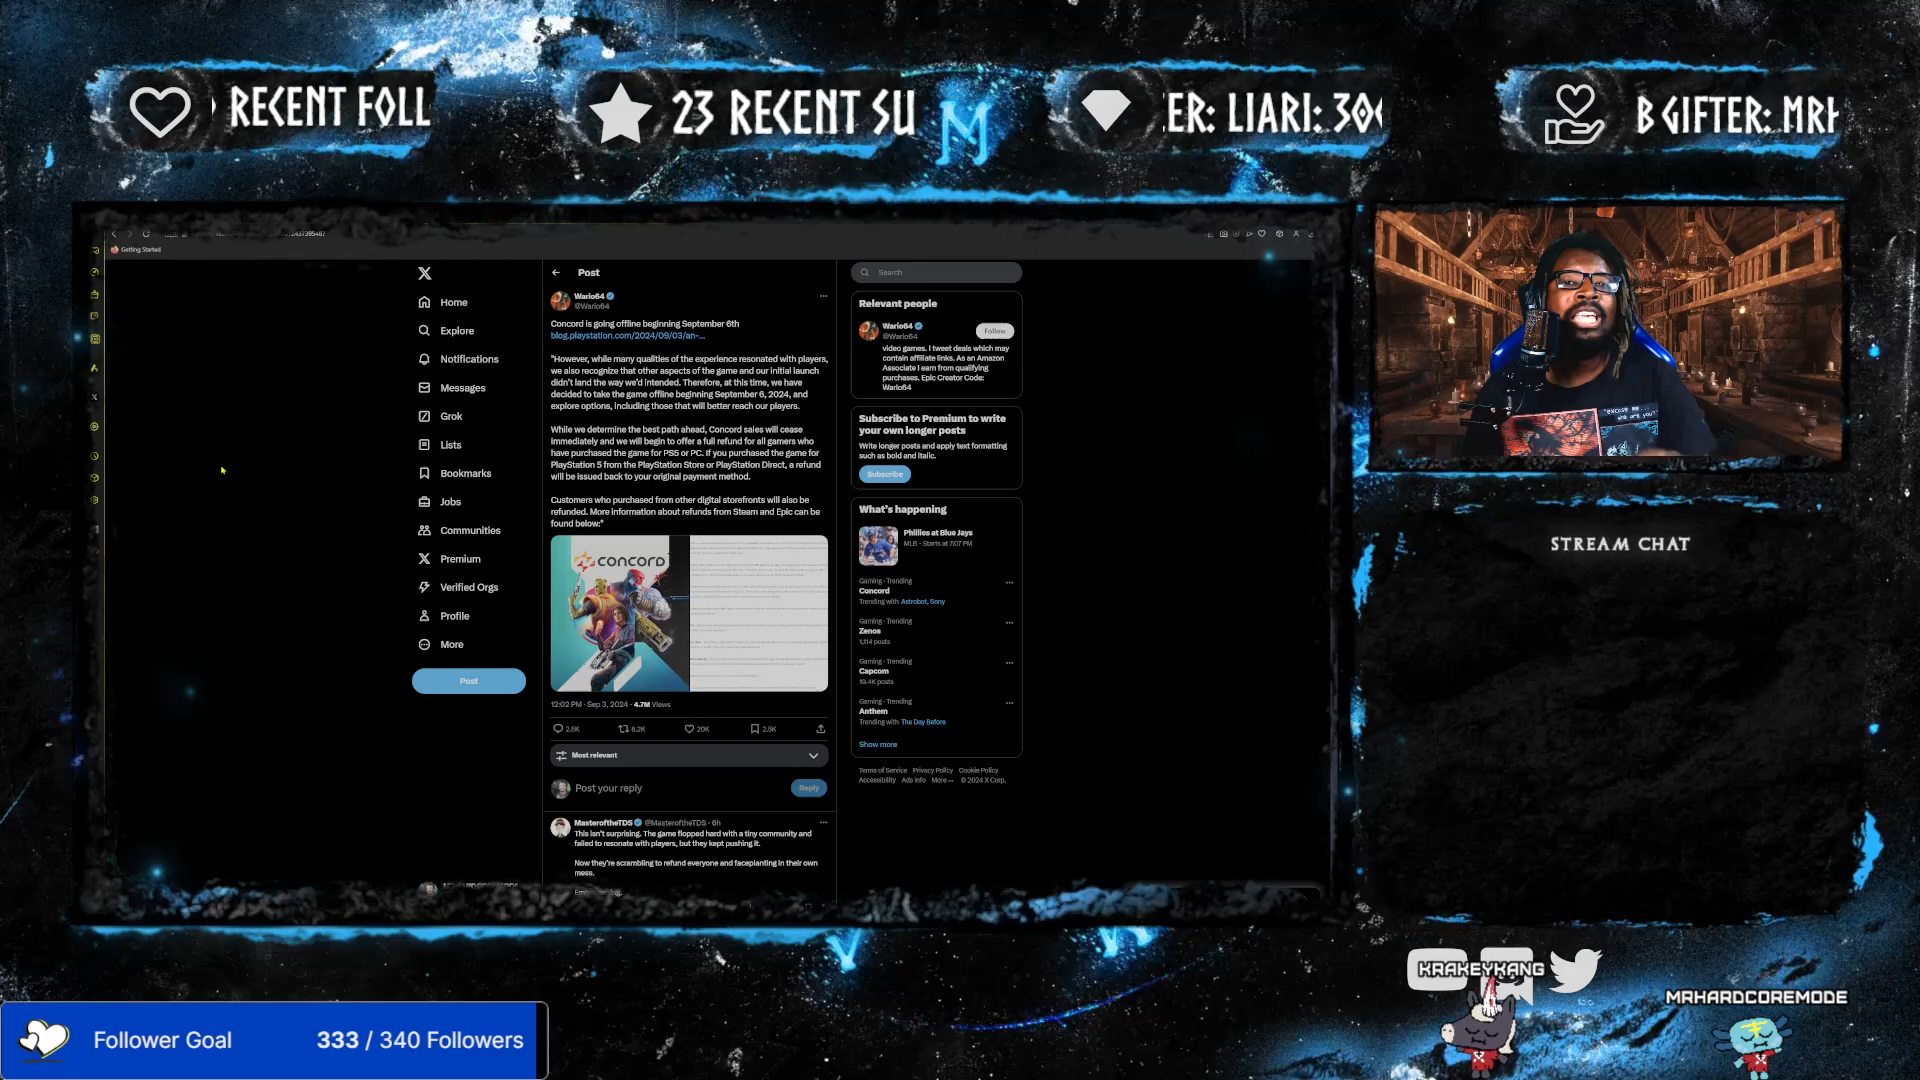 RECENT FOLL
23 RECENT SU
M
ER: LIARI: 300
B GIFTER: MRH
Getting Started
Home
Explore
Notifications
Messages
Grok
Lists
Bookmarks
Jobs
Communities
Premium
Verified Orgs
Profile
More
Post
Post
Wario64
@Wario64
Concord is going offline beginning September 6th
blog.playstation.com/2024/09/03/an-...
"However, while many qualities of the experience resonated with players,
we also recognize that other aspects of the game and our initial launch
didn't land the way we'd intended. Therefore, at this time, we have
decided to take the game offline beginning September 6, 2024, and
explore options, including those that will better reach our players.
While we determine the best path ahead, Concord sales will cease
immediately and we will begin to offer a full refund for all gamers who
have purchased the game for PS5 or PC. If you purchased the game for
PlayStation 5 from the PlayStation Store or PlayStation Direct, a refund
will be issued back to your original payment method.
Customers who purchased from other digital storefronts will also be
refunded. More information about refunds from Steam and Epic can be
found below:"
CONCORD
12:02 PM · Sep 3, 2024 · 4.7M Views
2.6K 8.2K 20K 2.5K
Most relevant
Post your reply
Reply
MasteroftheTDS @MasteroftheTDS · 6h
This isn't surprising. The game flopped hard with a tiny community and
failed to resonate with players, but they kept pushing it.
Now they're scrambling to refund everyone and faceplanting in their own
mess.
Search
Relevant people
Wario64
@Wario64
Follow
video games. I tweet deals which may
contain affiliate links. As an Amazon
Associate I earn from qualifying
purchases. Epic Creator Code:
Wario64
Subscribe to Premium to write
your own longer posts
Write longer posts and apply text formatting
such as bold and italic.
Subscribe
What's happening
Phillies at Blue Jays
MLB · Starts at 7:07 PM
Gaming · Trending
Concord
Trending with Astrobot, Sony
Gaming · Trending
Zenos
1,114 posts
Gaming · Trending
Capcom
19.4K posts
Gaming · Trending
Anthem
Trending with The Day Before
Show more
Terms of Service Privacy Policy Cookie Policy
Accessibility Ads info More ··· © 2024 X Corp.
"excuse me...
who are you?"
STREAM CHAT
KRAKEYKANG
MRHARDCOREMODE
Follower Goal
333 / 340 Followers